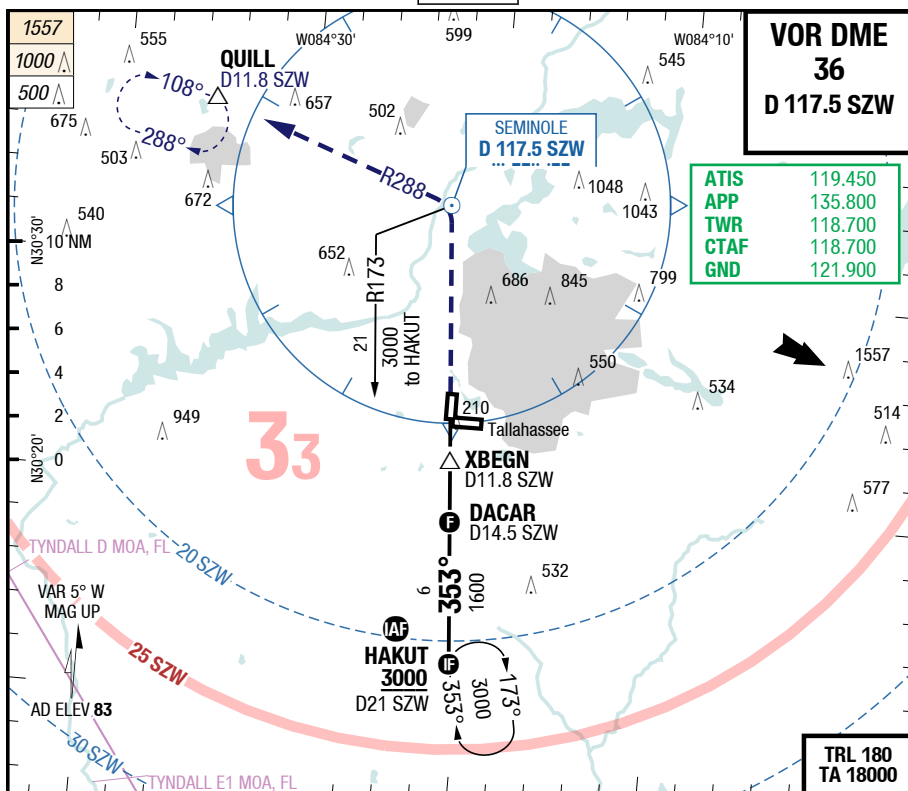 1557
1000
500
555
QUILL
D11.8 SZW
W084°30'
599
W084°10'
545
VOR DME
36
D 117.5 SZW
108°
288°
657
502
675
503
672
SEMINOLE
D 117.5 SZW
R288
1048
1043
ATIS 119.450
APP 135.800
TWR 118.700
CTAF 118.700
GND 121.900
N30°30'
540
10 NM
8
6
4
2
0
N30°20'
652
R173
21
3000
to HAKUT
686
845
799
550
534
1557
514
577
949
33
210
Tallahassee
XBEGN
D11.8 SZW
DACAR
D14.5 SZW
353°
6
1600
532
TYNDALL D MOA, FL
20 SZW
VAR 5° W
MAG UP
25 SZW
AD ELEV 83
30 SZW
IAF
HAKUT
3000
D21 SZW
F
IF
353°
3000
173°
TYNDALL E1 MOA, FL
TRL 180
TA 18000